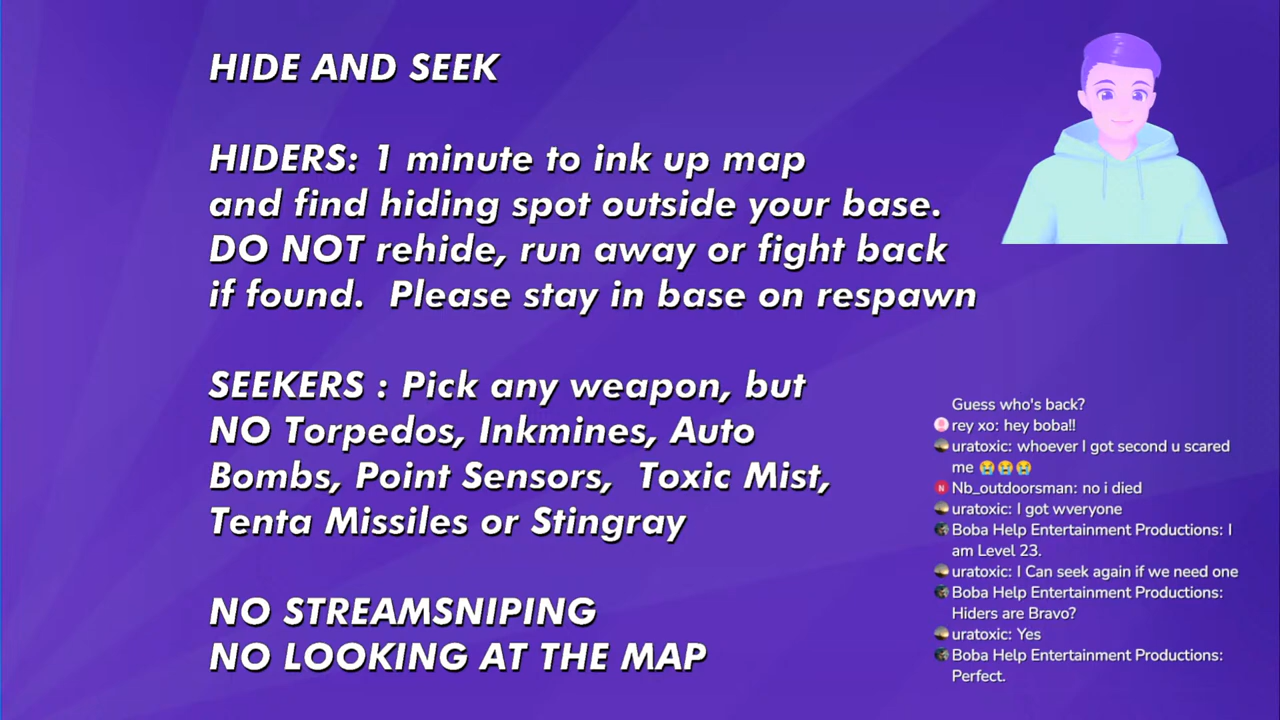 HIDE AND SEEK
HIDERS: 1 minute to ink up map
and find hiding spot outside your base.
DO NOT rehide, run away or fight back
if found. Please stay in base on respawn
SEEKERS : Pick any weapon, but
NO Torpedos, Inkmines, Auto
Bombs, Point Sensors, Toxic Mist,
Tenta Missiles or Stingray
NO STREAMSNIPING
NO LOOKING AT THE MAP
Guess who's back?
rey xo: hey boba!!
uratoxic: whoever I got second u scared
me 😭😭😭
N Nb_outdoorsman: no i died
uratoxic: I got wveryone
Boba Help Entertainment Productions: I
am Level 23.
uratoxic: I Can seek again if we need one
Boba Help Entertainment Productions:
Hiders are Bravo?
uratoxic: Yes
Boba Help Entertainment Productions:
Perfect.